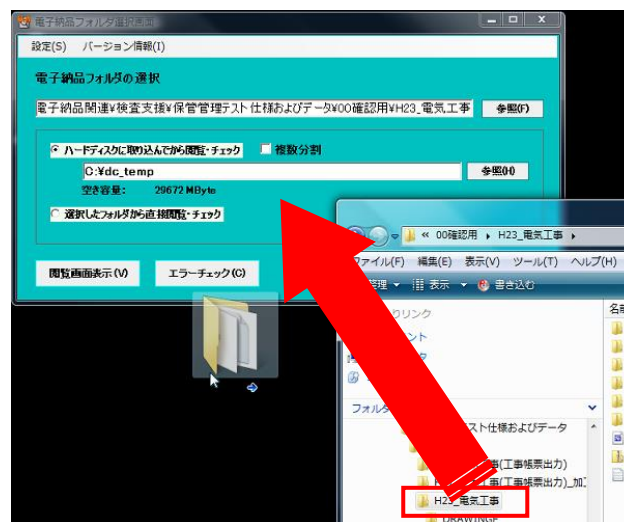 電子納品フォルダ選択画面
設定(S) バージョン情報(I)
電子納品フォルダの選択
電子納品関連¥検査支援¥保管管理テスト仕様およびデータ¥00確認用¥H23_電気工事 参照(F)
ハードディスクに取り込んでから閲覧・チェック 複数分割
C:¥dc_temp 参照(H)
空き容量: 29672 MByte
選択したフォルダから直接閲覧・チェック
閲覧画面表示(V) エラーチェック(C)
« 00確認用 H23_電気工事
ファイル(F) 編集(E) 表示(V) ツール(T) ヘルプ(H)
表示 書き込む
リンク
フォルダ
スト仕様およびデータ
事(工事帳票出力)
工事(工事帳票出力)_加工
H23_電気工事
DRAWINGF